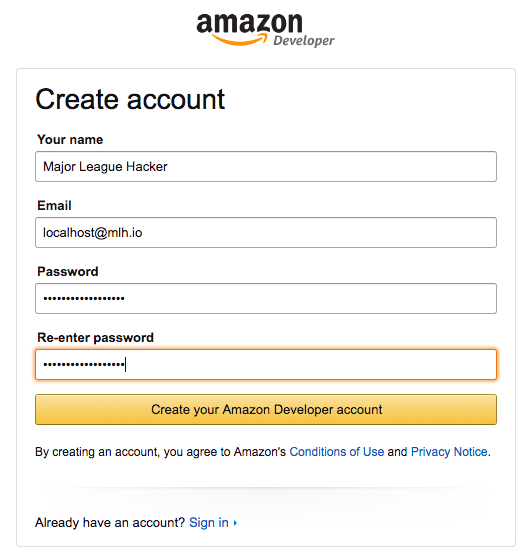 amazon
Developer
Create account
Your name
Major League Hacker
Email
localhost@mlh.io
Password
••••••••••••••••••
Re-enter password
••••••••••••••••••
Create your Amazon Developer account
By creating an account, you agree to Amazon's Conditions of Use and Privacy Notice.
Already have an account? Sign in